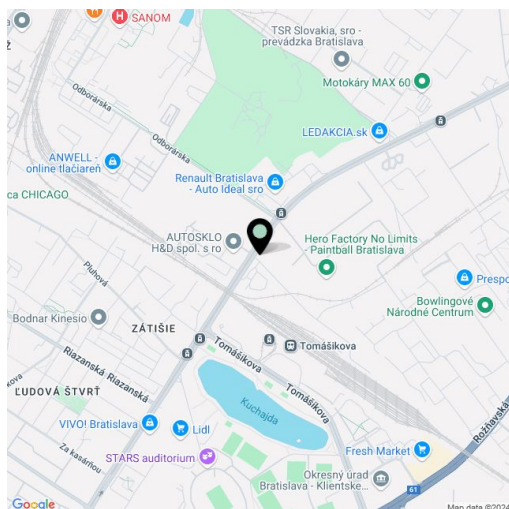 SANOM
TSR Slovakia, sro -
prevádzka Bratislava
Motokáry MAX 60
Odborárska
LEDAKCIA.sk
ANWELL -
online tlačiareň
Odborárska
Renault Bratislava
- Auto Ideal sro
ca CHICAGO
AUTOSKLO
H&D spol. s ro
Hero Factory No Limits
- Paintball Bratislava
Pluhová
Prespo
Bowlingové
Národné Centrum
Bodnar Kinesio
ZÁTIŠIE
Tomášikova
Tomášikova
Riazanská
Riazanská
Tomášikova
ĽUDOVÁ ŠTVRŤ
Kuchajda
Rožňavská
VIVO! Bratislava
Lidl
Za kasárňou
STARS auditorium
Fresh Market
Okresný úrad
Bratislava - Klientske...
61
Google
Map data ©2024